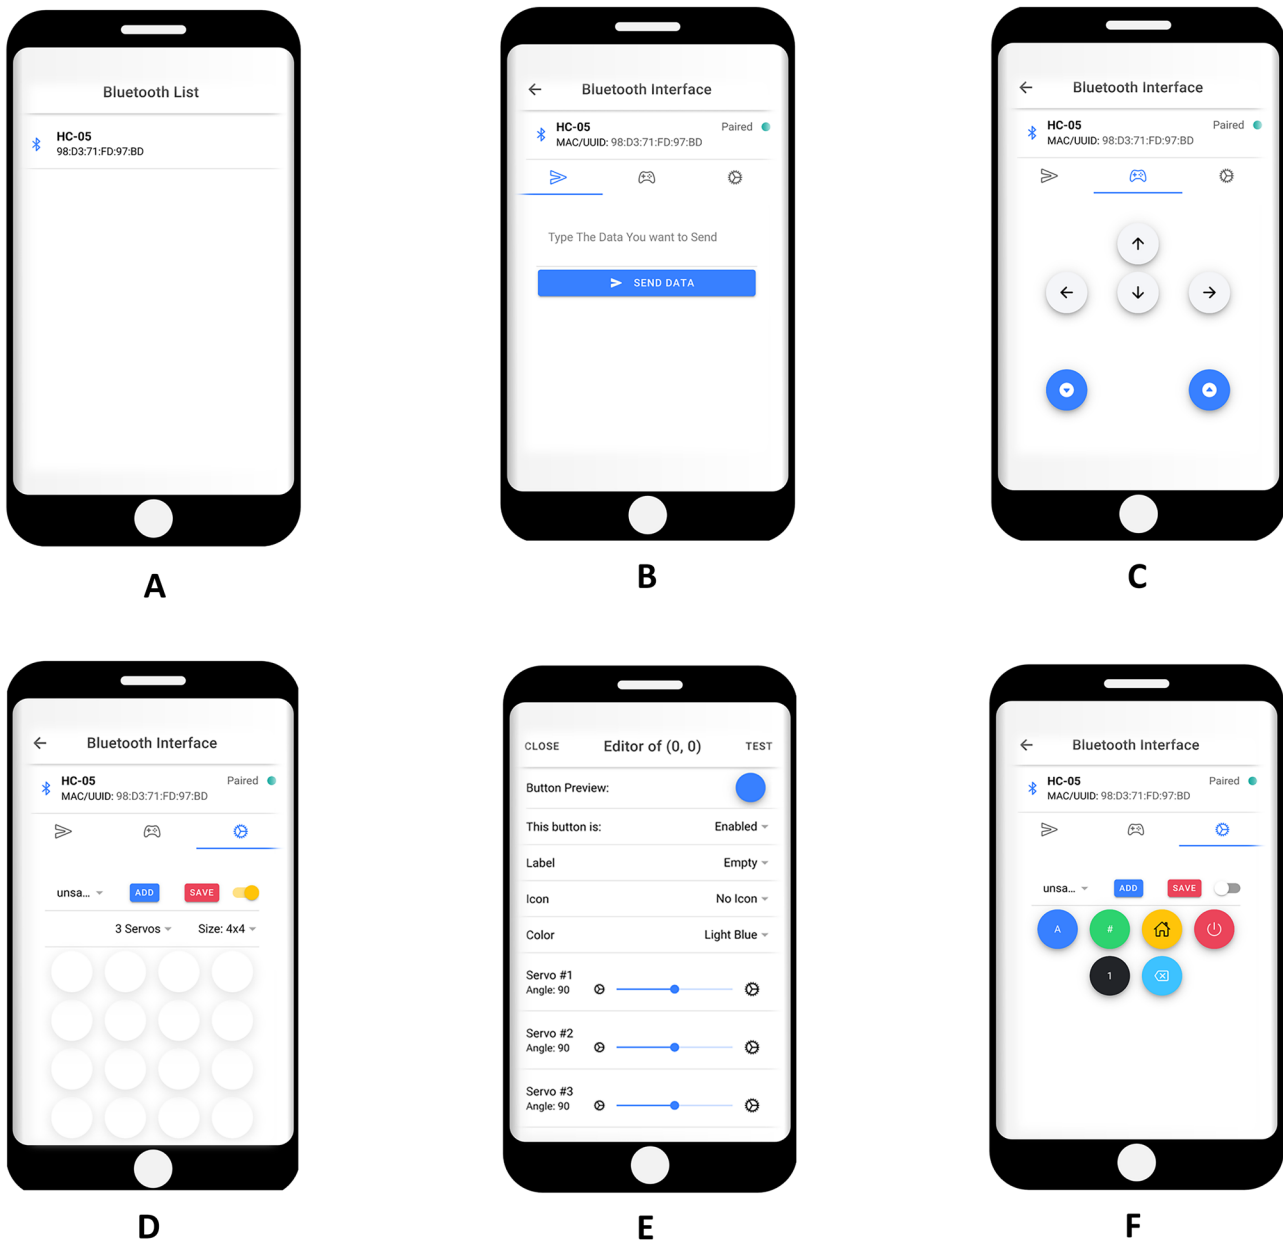 Bluetooth List
HC-05
98:D3:71:FD:97:BD
A
Bluetooth Interface
HC-05
Paired
MAC/UUID: 98:D3:71:FD:97:BD
Type The Data You want to Send
SEND DATA
B
Bluetooth Interface
HC-05
Paired
MAC/UUID: 98:D3:71:FD:97:BD
C
Bluetooth Interface
HC-05
Paired
MAC/UUID: 98:D3:71:FD:97:BD
unsa... ADD SAVE
3 Servos Size: 4x4
D
CLOSE Editor of (0, 0) TEST
Button Preview:
This button is: Enabled
Label Empty
Icon No Icon
Color Light Blue
Servo #1
Angle: 90
Servo #2
Angle: 90
Servo #3
Angle: 90
E
Bluetooth Interface
HC-05
Paired
MAC/UUID: 98:D3:71:FD:97:BD
unsa... ADD SAVE
A #
1
F